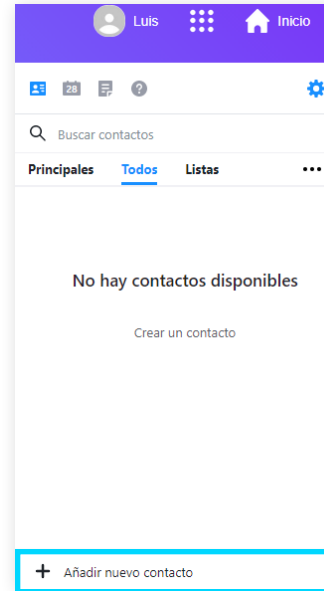 Luis
Inicio
28
Buscar contactos
Principales Todos Listas
No hay contactos disponibles
Crear un contacto
Añadir nuevo contacto